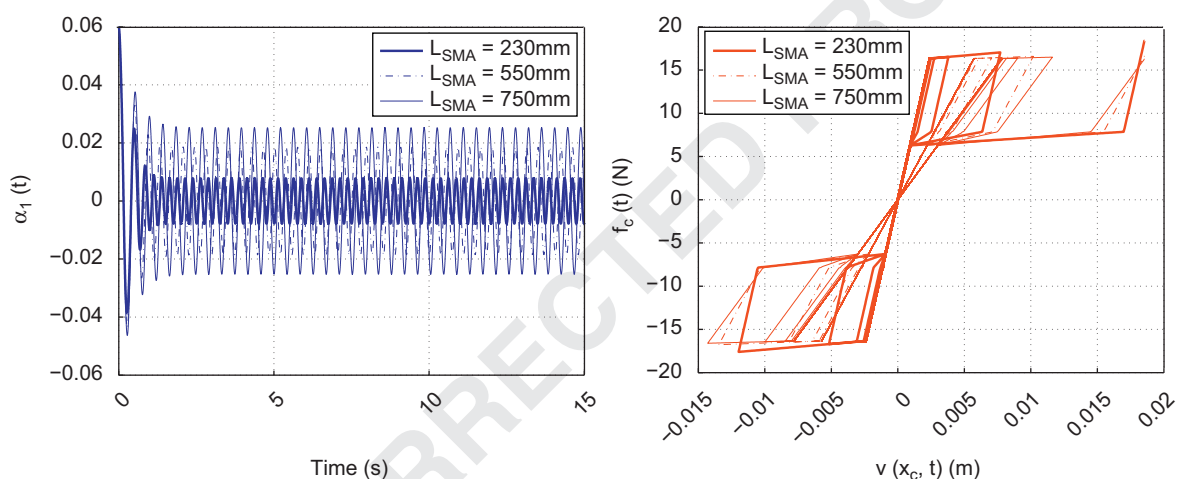 0.06
0.04
0.02
0
−0.02
−0.04
−0.06
α1 (t)
0
5
10
15
Time (s)
LSMA = 230mm
LSMA = 550mm
LSMA = 750mm
20
15
10
5
0
−5
−10
−15
−20
fc (t) (N)
−0.015
−0.01
−0.005
0
0.005
0.01
0.015
0.02
v (xc, t) (m)
LSMA = 230mm
LSMA = 550mm
LSMA = 750mm